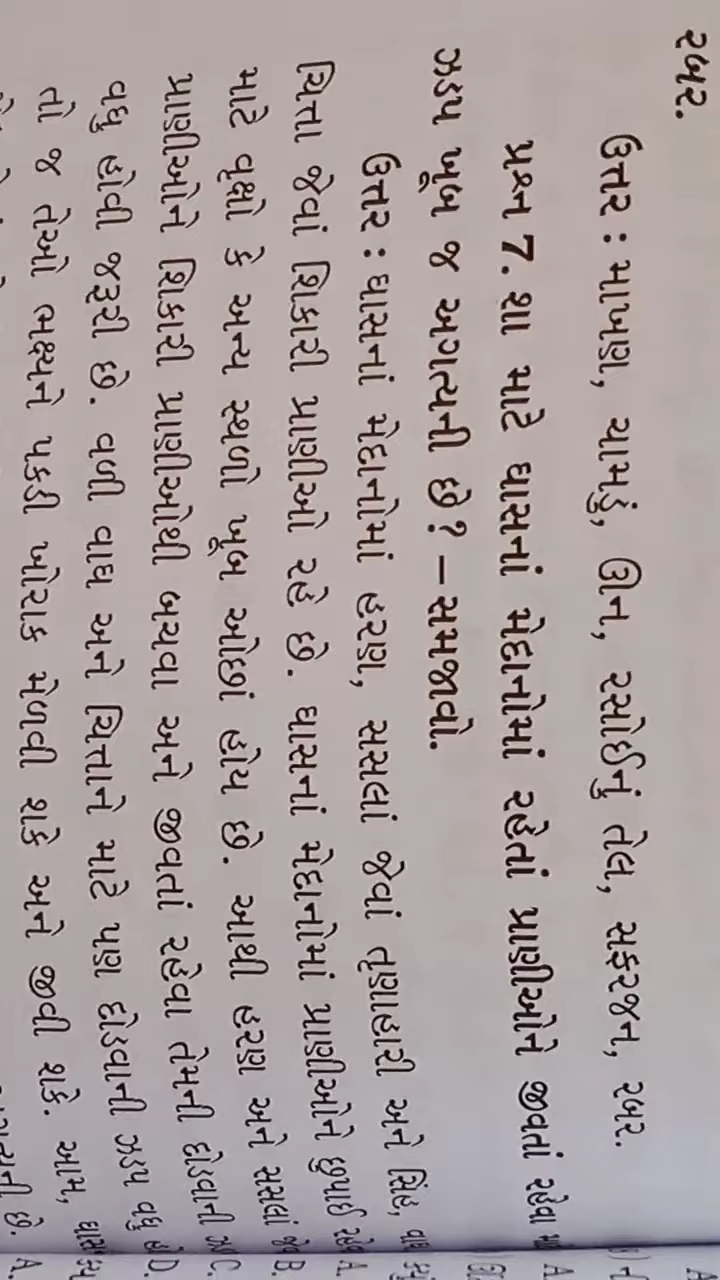 રબર.
ઉત્તર : માખણ, ચામડું, ઊન, રસોઈનું તેલ, સફરજન, રબર.
પ્રશ્ન 7. શા માટે ઘાસનાં મેદાનોમાં રહેતાં પ્રાણીઓને જીવતાં રહેવા
ઝડપ ખૂબ જ અગત્યની છે? – સમજાવો.
ઉત્તર : ઘાસનાં મેદાનોમાં હરણ, સસલાં જેવાં તૃણાહારી અને સિંહ, વાઘ
ચિત્તા જેવાં શિકારી પ્રાણીઓ રહે છે. ઘાસનાં મેદાનોમાં પ્રાણીઓને છુપાઈ A.
માટે વૃક્ષો કે અન્ય સ્થળો ખૂબ ઓછાં હોય છે. આથી હરણ અને સસલાં B.
પ્રાણીઓને શિકારી પ્રાણીઓથી બચવા અને જીવતાં રહેવા તેમની દોડવાની C.
વધુ હોવી જરૂરી છે. વળી વાઘ અને ચિત્તાને માટે પણ દોડવાની ઝડપ વધુ D.
તો જ તેઓ ભક્ષ્યને પકડી ખોરાક મેળવી શકે અને જીવી શકે. આમ,
છે. A.